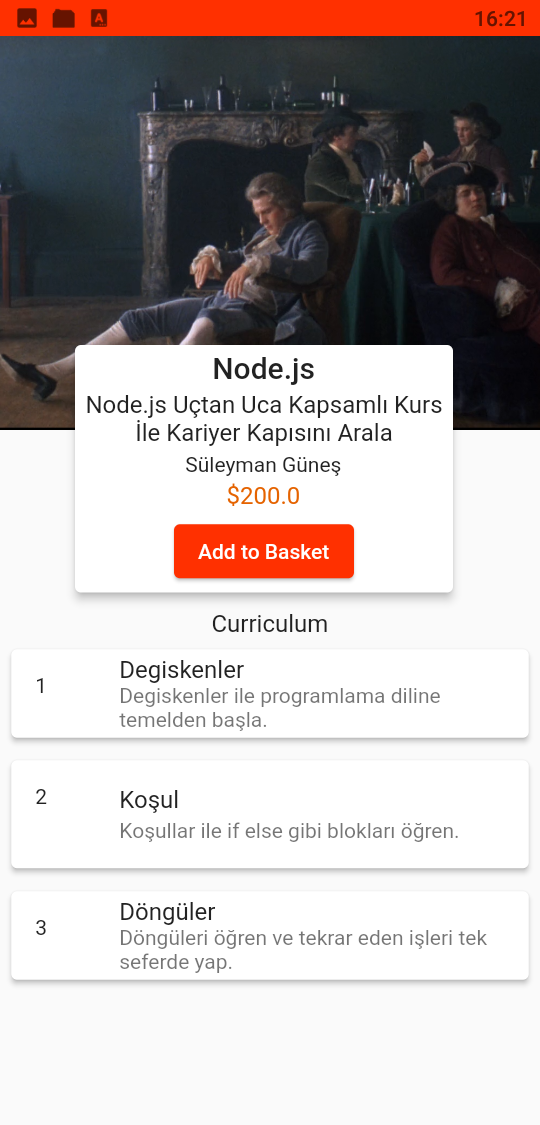 16:21
Node.js
Node.js Uçtan Uca Kapsamlı Kurs
İle Kariyer Kapısını Arala
Süleyman Güneş
$200.0
Add to Basket
Curriculum
1
Degiskenler
Degiskenler ile programlama diline
temelden başla.
2
Koşul
Koşullar ile if else gibi blokları öğren.
3
Döngüler
Döngüleri öğren ve tekrar eden işleri tek
seferde yap.